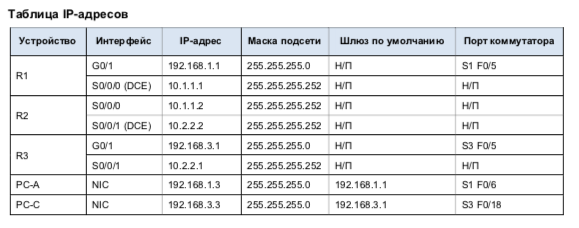 Таблица IP-адресов
Устройство Интерфейс IP-адрес Маска подсети Шлюз по умолчанию Порт коммутатора
R1 G0/1 192.168.1.1 255.255.255.0 Н/П S1 F0/5
S0/0/0 (DCE) 10.1.1.1 255.255.255.252 Н/П Н/П
R2 S0/0/0 10.1.1.2 255.255.255.252 Н/П Н/П
S0/0/1 (DCE) 10.2.2.2 255.255.255.252 Н/П Н/П
R3 G0/1 192.168.3.1 255.255.255.0 Н/П S3 F0/5
S0/0/1 10.2.2.1 255.255.255.252 Н/П Н/П
PC-A NIC 192.168.1.3 255.255.255.0 192.168.1.1 S1 F0/6
PC-C NIC 192.168.3.3 255.255.255.0 192.168.3.1 S3 F0/18